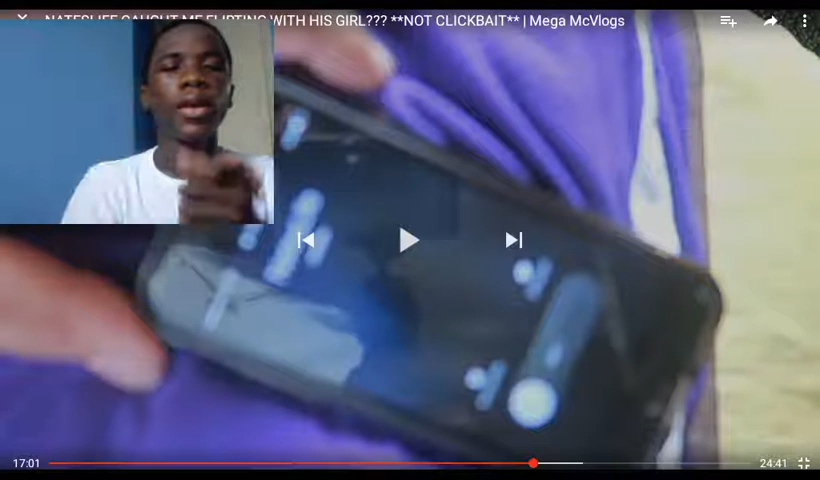 NATESLIFE CAUGHT ME FLIRTING WITH HIS GIRL??? **NOT CLICKBAIT** | Mega McVlogs
17:01
24:41